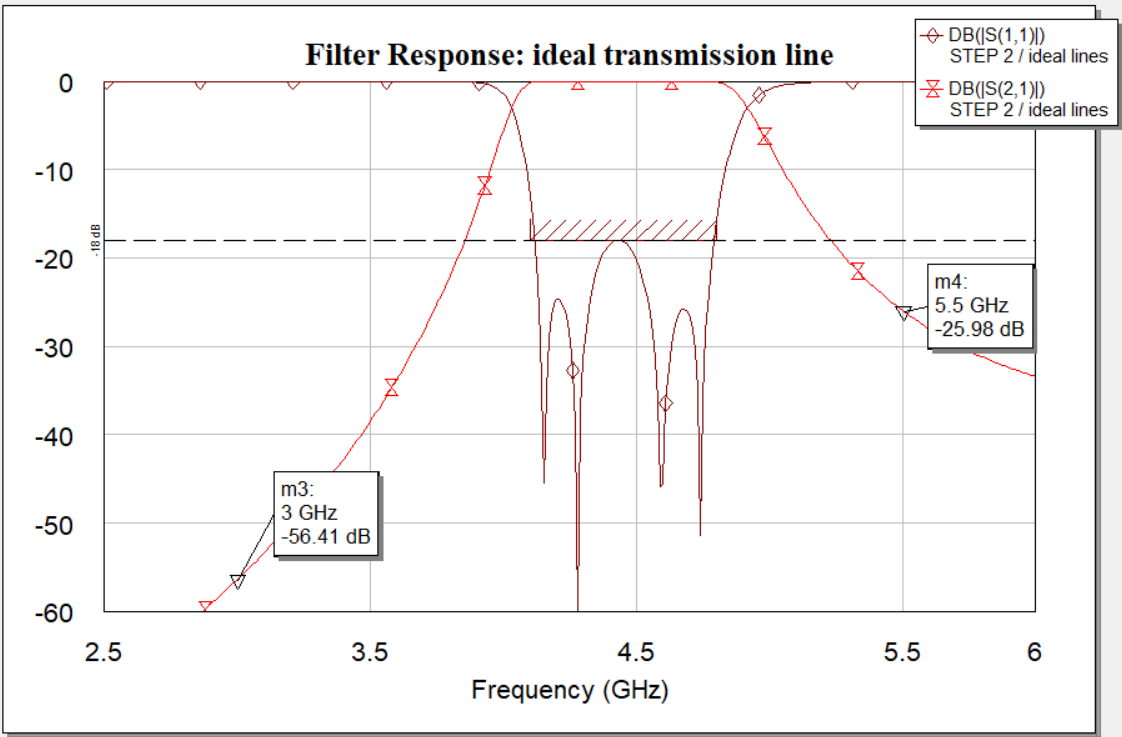 Filter Response: ideal transmission line
DB(|S(1,1)|)
STEP 2 / ideal lines
DB(|S(2,1)|)
STEP 2 / ideal lines
0
-10
-20
-30
-40
-50
-60
-18 dB
m4:
5.5 GHz
-25.98 dB
m3:
3 GHz
-56.41 dB
2.5
3.5
4.5
5.5
6
Frequency (GHz)